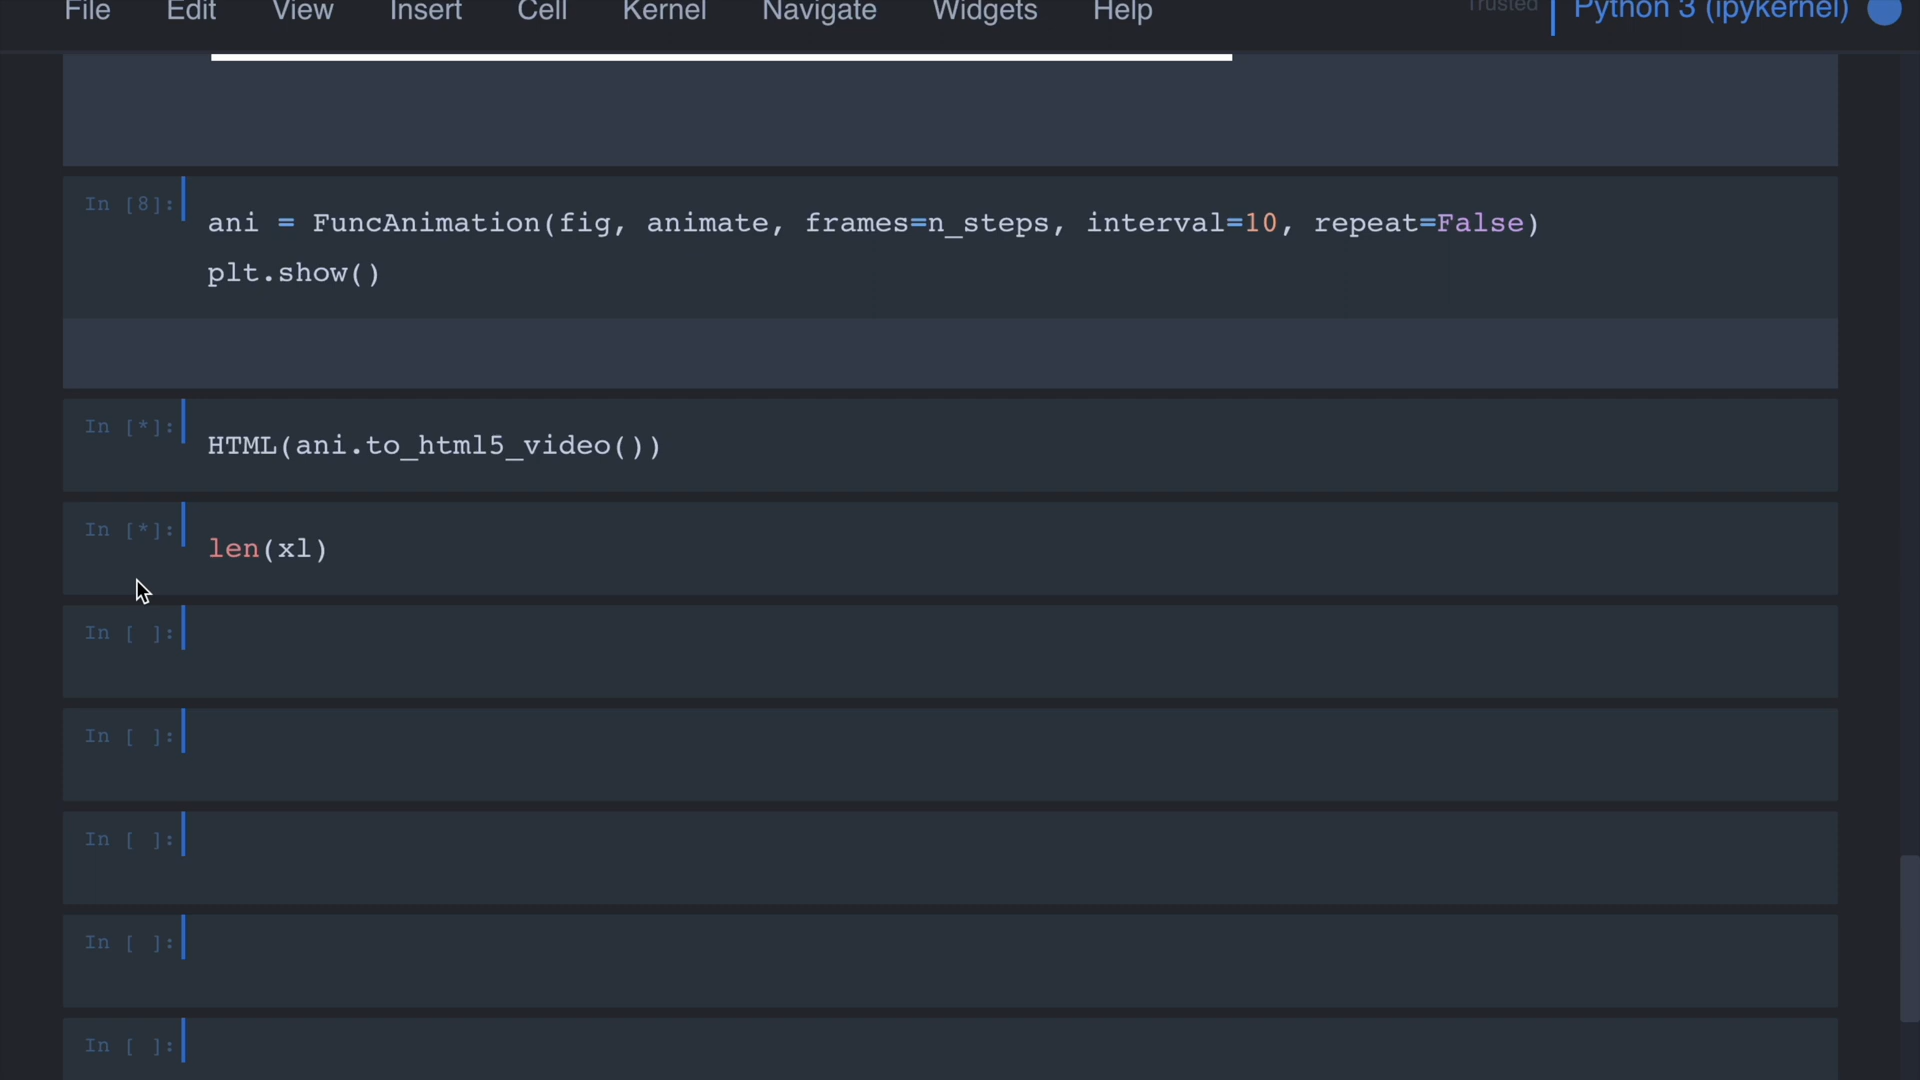 File Edit View Insert Cell Kernel Navigate Widgets Help Trusted Python 3 (ipykernel)
In [8]: ani = FuncAnimation(fig, animate, frames=n_steps, interval=10, repeat=False)
plt.show()
In [*]: HTML(ani.to_html5_video())
In [*]: len(xl)
In [ ]:
In [ ]:
In [ ]:
In [ ]:
In [ ]: